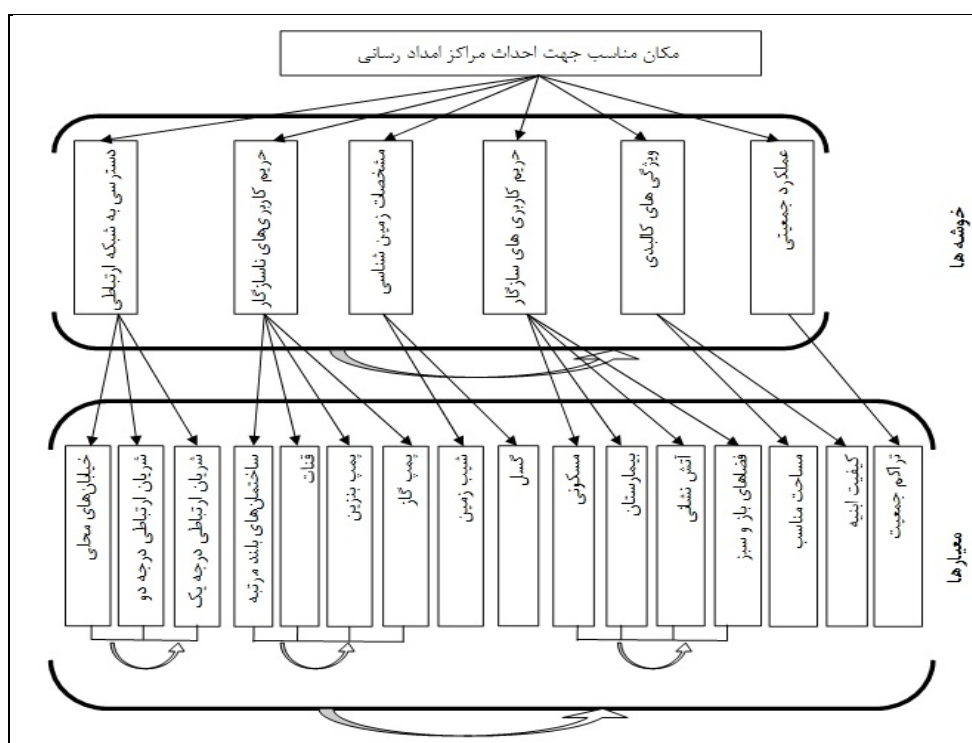 مکان مناسب جهت احداث مراکز امداد رسانی
خوشه ها
عملکرد جمعیتی
ویژگی های کالبدی
حریم کاربری های سازگار
مشخصات زمین شناسی
حریم کاربری‌های ناسازگار
دسترسی به شبکه ارتباطی
معیارها
تراکم جمعیت
کیفیت ابنیه
مساحت مناسب
فضاهای باز و سبز
آتش نشانی
بیمارستان
مسکونی
گسل
شیب زمین
پمپ گاز
پمپ بنزین
قنات
ساختمان‌های بلند مرتبه
شریان ارتباطی درجه یک
شریان ارتباطی درجه دو
خیابان‌های محلی